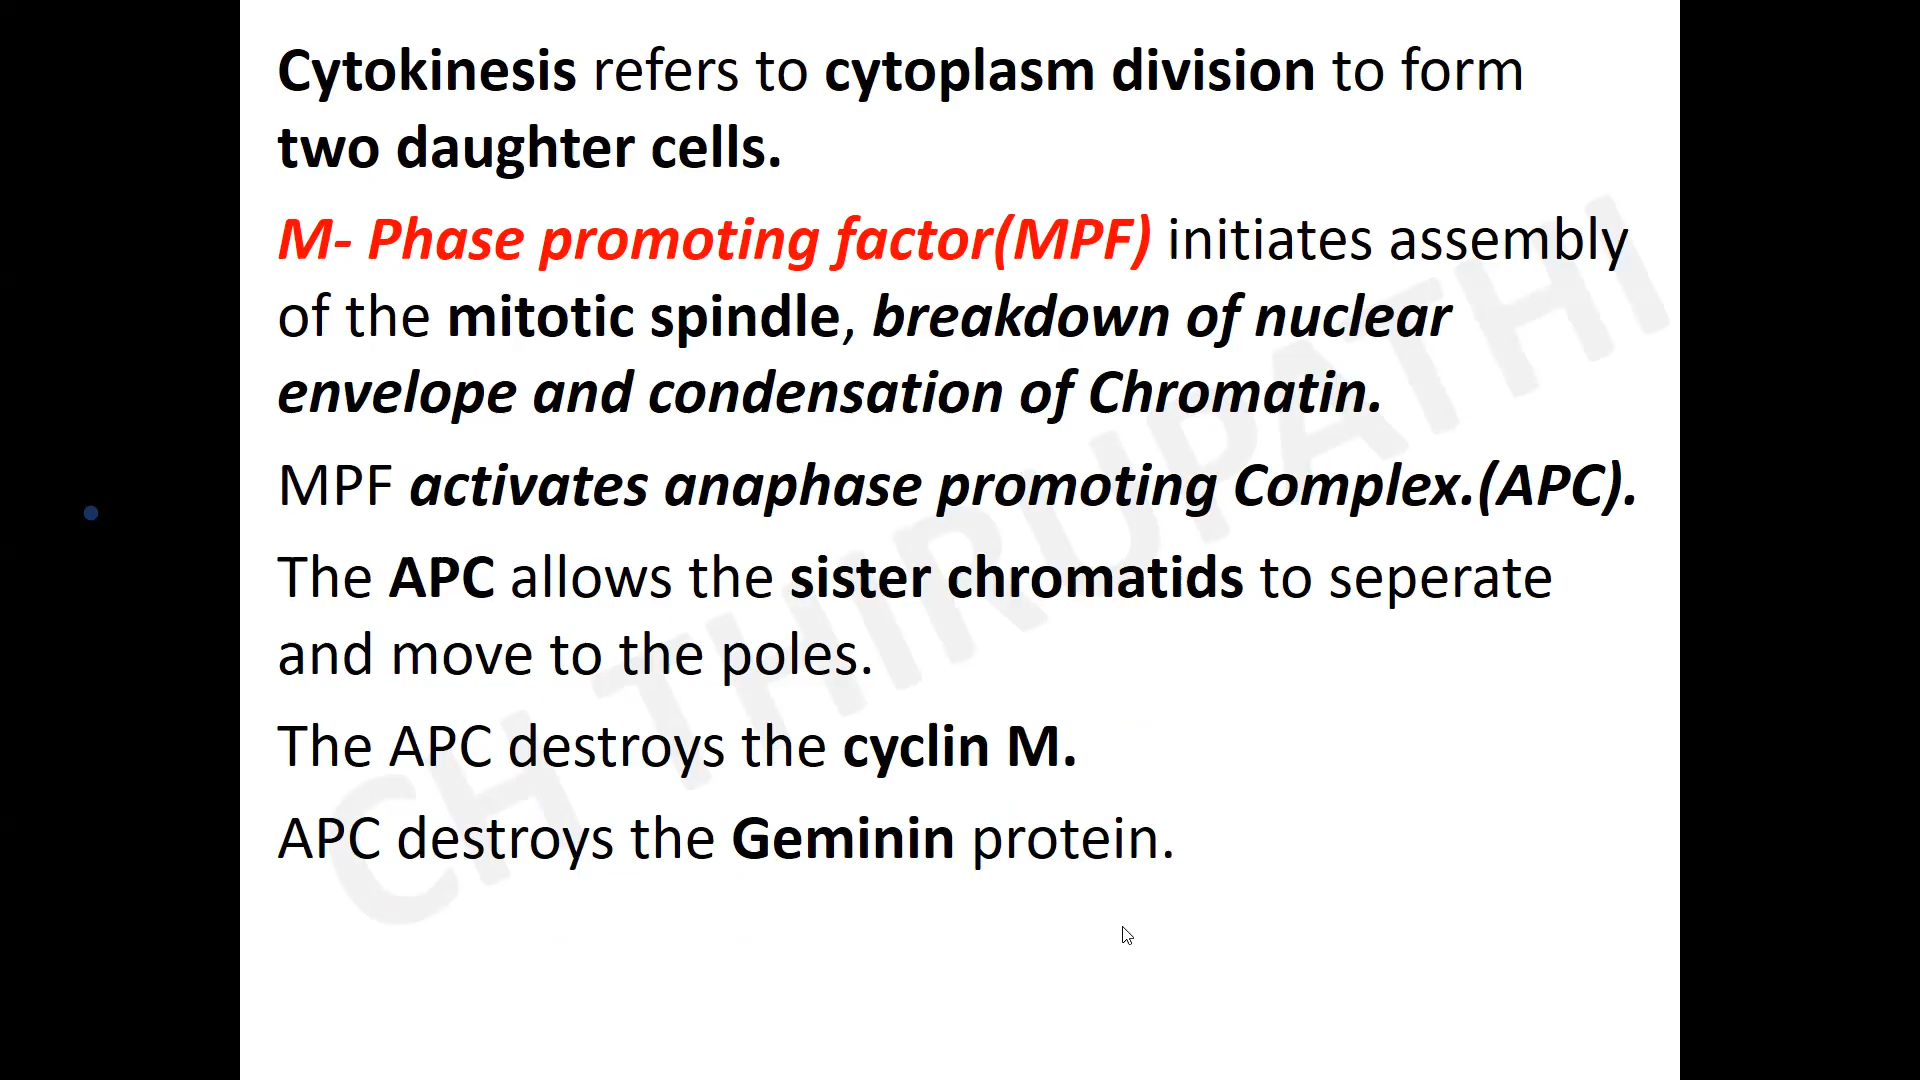 Cytokinesis refers to cytoplasm division to form
two daughter cells.
M- Phase promoting factor(MPF) initiates assembly
of the mitotic spindle, breakdown of nuclear
envelope and condensation of Chromatin.
MPF activates anaphase promoting Complex.(APC).
The APC allows the sister chromatids to seperate
and move to the poles.
The APC destroys the cyclin M.
APC destroys the Geminin protein.
CH THIRUPATHI